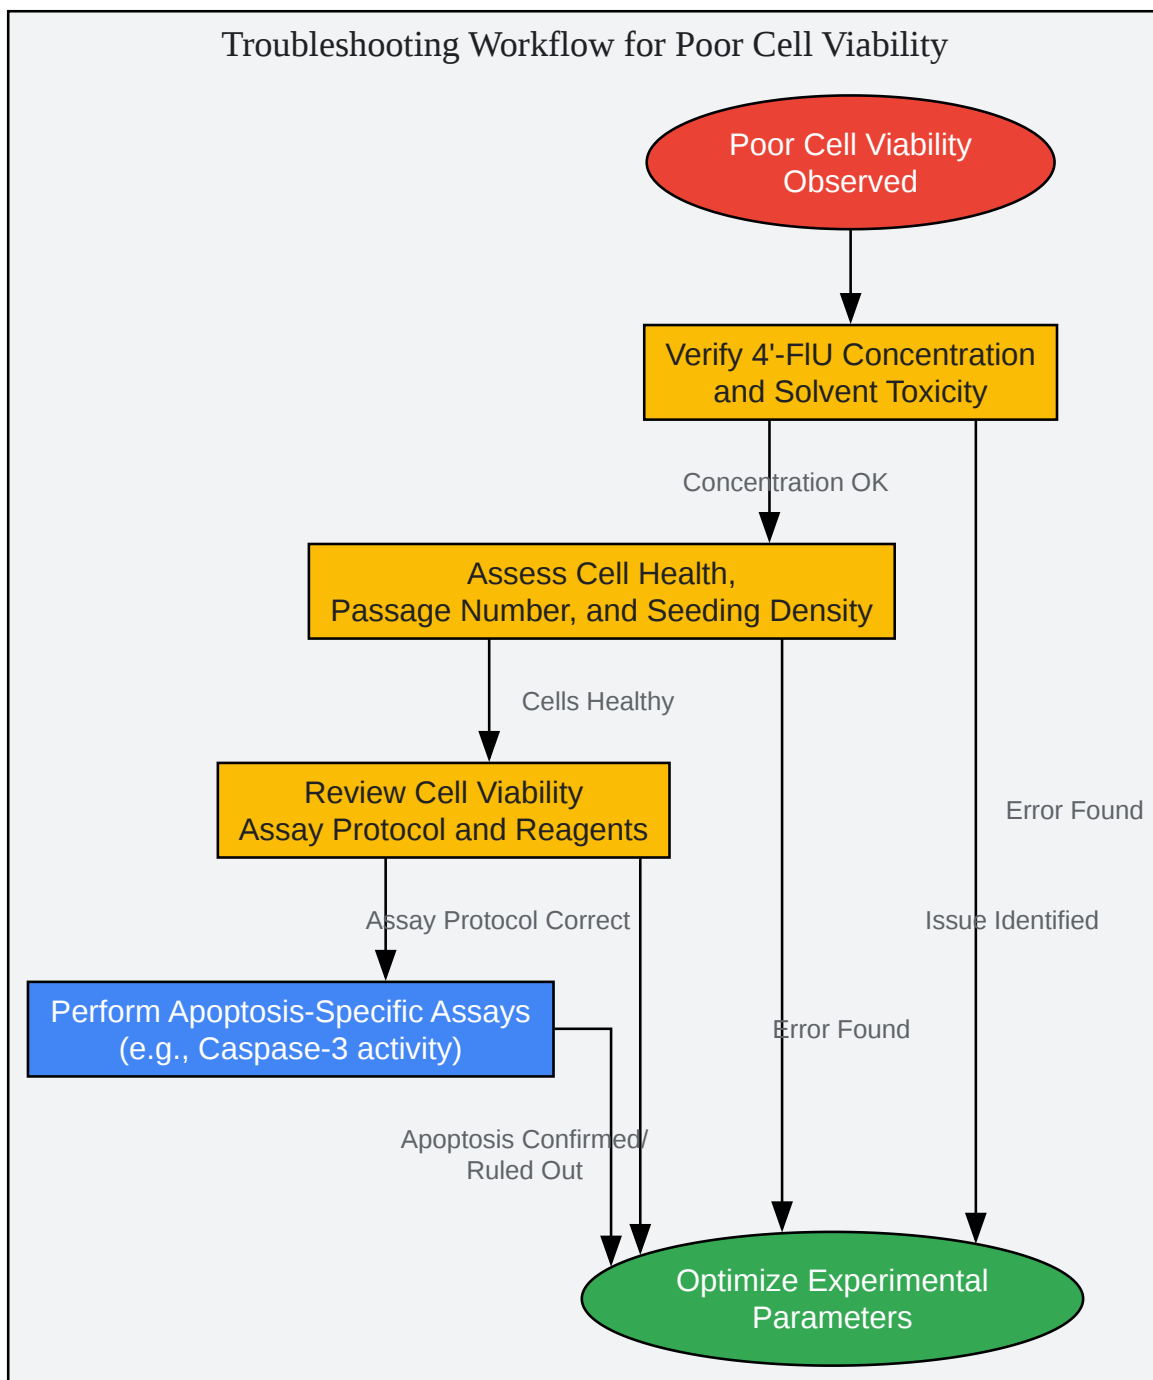 Troubleshooting Workflow for Poor Cell Viability
Poor Cell Viability
Observed
Verify 4'-FlU Concentration
and Solvent Toxicity
Concentration OK
Assess Cell Health,
Passage Number, and Seeding Density
Cells Healthy
Review Cell Viability
Assay Protocol and Reagents
Error Found
Assay Protocol Correct
Issue Identified
Perform Apoptosis-Specific Assays
(e.g., Caspase-3 activity)
Error Found
Apoptosis Confirmed/
Ruled Out
Optimize Experimental
Parameters